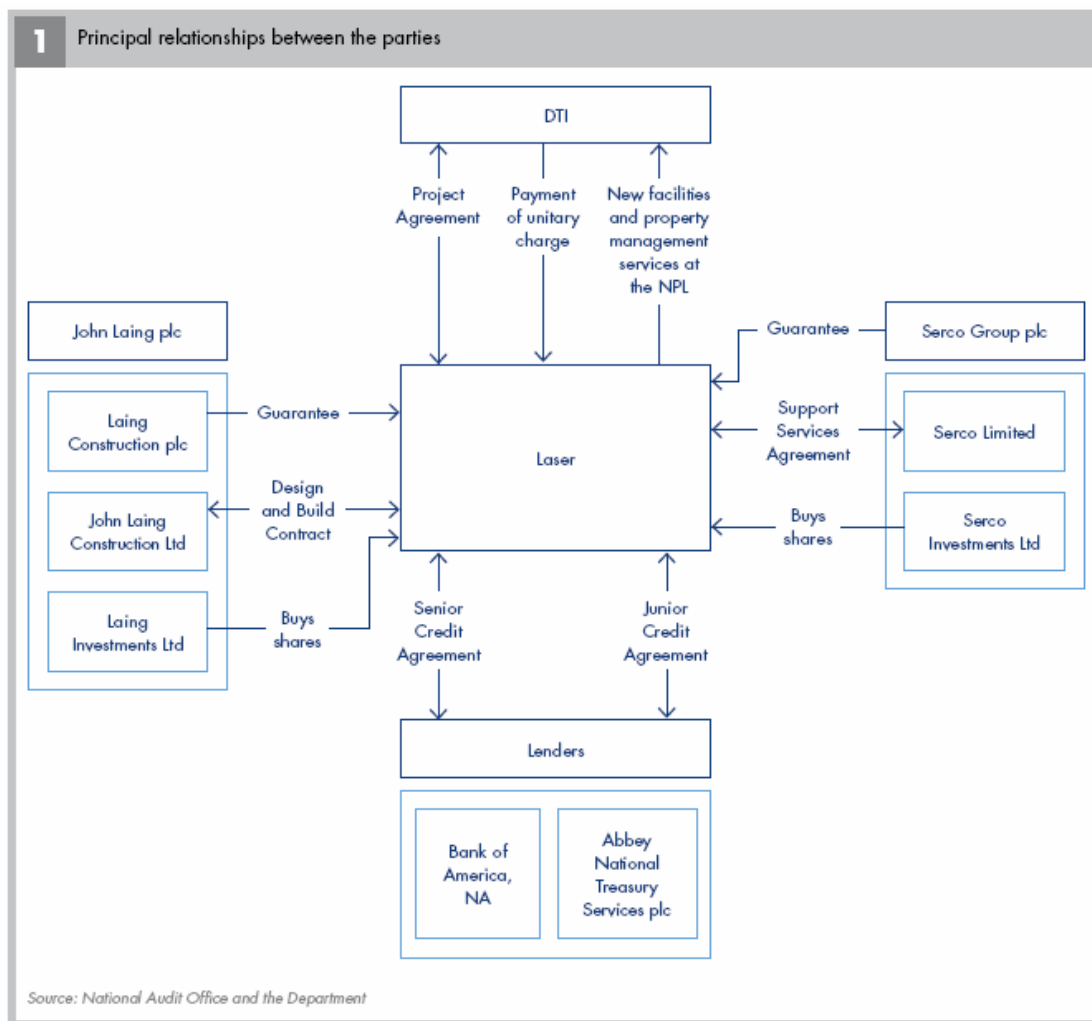 1
Principal relationships between the parties
DTI
Project
Agreement
Payment
of unitary
charge
New facilities
and property
management
services at
the NPL
John Laing plc
Laing
Construction plc
John Laing
Construction Ltd
Laing
Investments Ltd
Guarantee
Design
and Build
Contract
Buys
shares
Laser
Guarantee
Support
Services
Agreement
Buys
shares
Serco Group plc
Serco Limited
Serco
Investments Ltd
Senior
Credit
Agreement
Junior
Credit
Agreement
Lenders
Bank of
America,
NA
Abbey
National
Treasury
Services plc
Source: National Audit Office and the Department